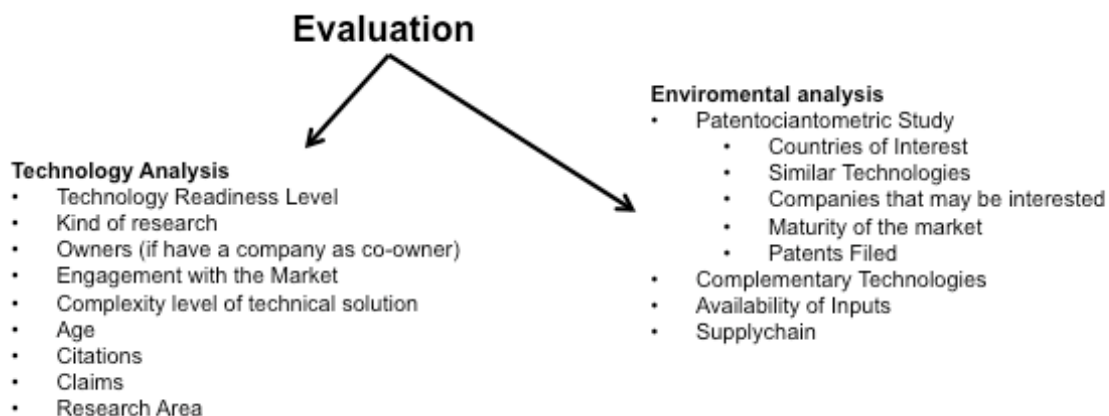 Evaluation
Technology Analysis
• Technology Readiness Level
• Kind of research
• Owners (if have a company as co-owner)
• Engagement with the Market
• Complexity level of technical solution
• Age
• Citations
• Claims
• Research Area
Enviromental analysis
• Patentociantometric Study
• Countries of Interest
• Similar Technologies
• Companies that may be interested
• Maturity of the market
• Patents Filed
• Complementary Technologies
• Availability of Inputs
• Supplychain